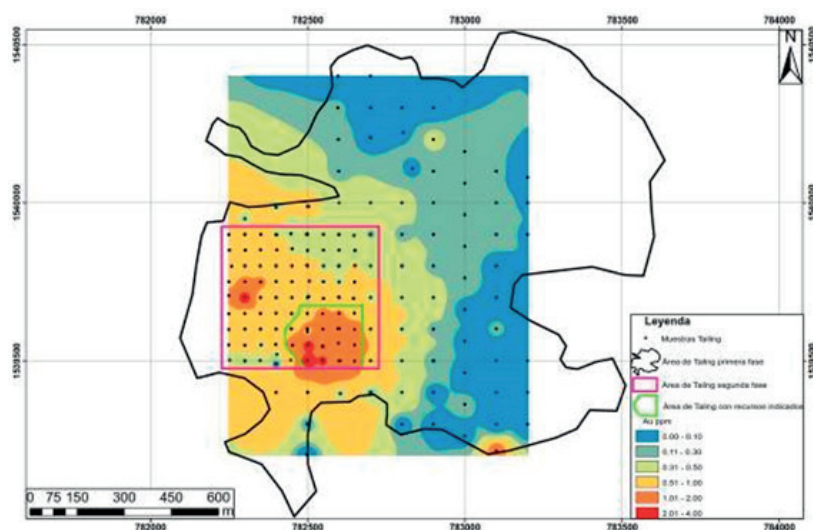 782000 782500 783000 783500 784000
N
1540500 1540500
1540000 1540000
1539500 1539500
Leyenda
Muestras Tailing
Área de Tailing primera fase
Área de Tailing segunda fase
Área de Tailing con recursos indicados
Au ppm
0.00 - 0.10
0.11 - 0.30
0.31 - 0.50
0.51 - 1.00
1.01 - 2.00
2.01 - 4.00
0 75 150 300 450 600
m
782000 782500 783000 783500 784000